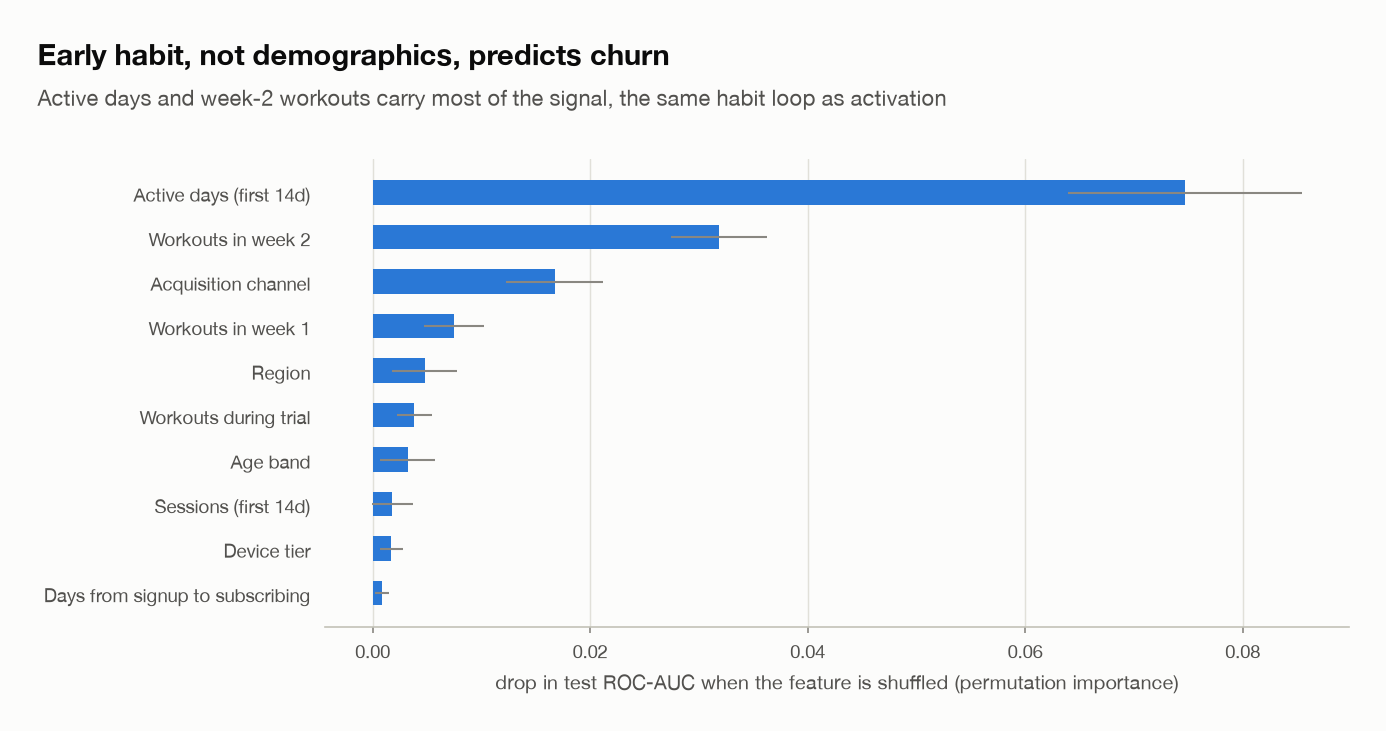 Early habit, not demographics, predicts churn
Active days and week-2 workouts carry most of the signal, the same habit loop as activation
Active days (first 14d)
Workouts in week 2
Acquisition channel
Workouts in week 1
Region
Workouts during trial
Age band
Sessions (first 14d)
Device tier
Days from signup to subscribing
0.00 0.02 0.04 0.06 0.08
drop in test ROC-AUC when the feature is shuffled (permutation importance)